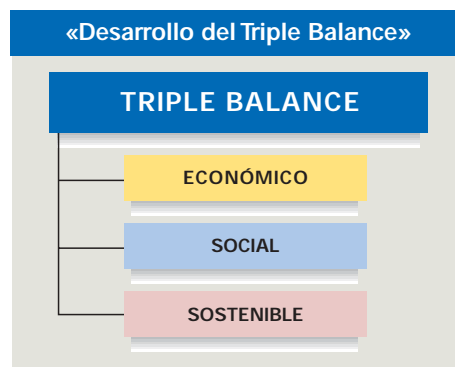 «Desarrollo del Triple Balance»
TRIPLE BALANCE
ECONÓMICO
SOCIAL
SOSTENIBLE